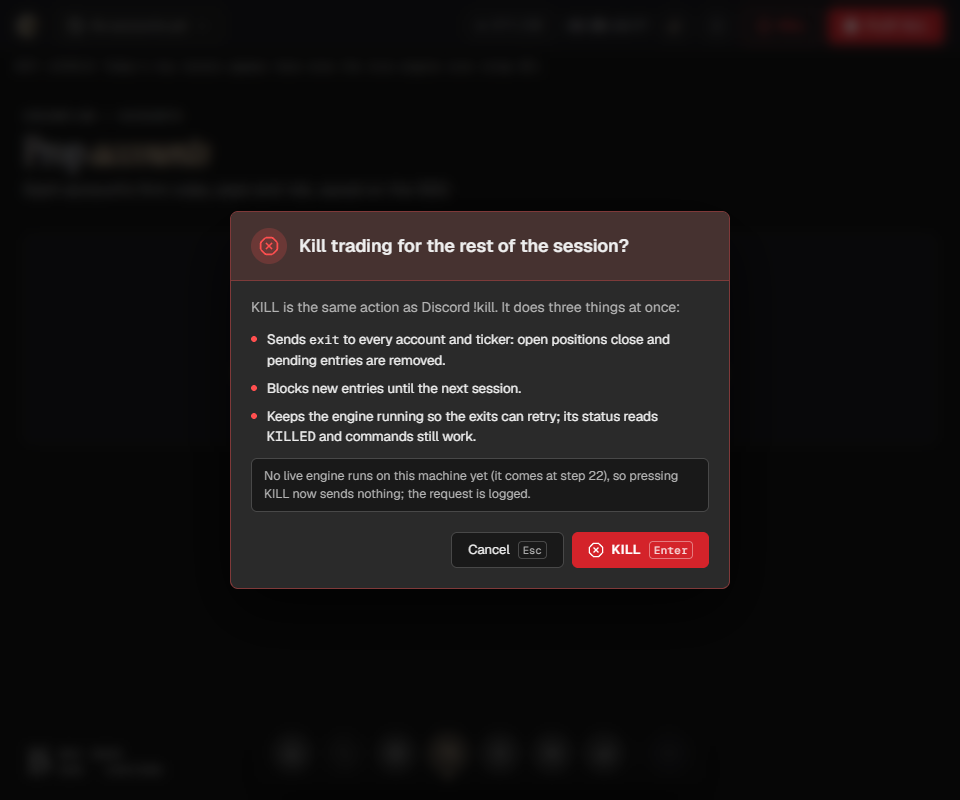 Kill trading for the rest of the session?
KILL is the same action as Discord !kill. It does three things at once:
Sends exit to every account and ticker: open positions close and
pending entries are removed.
Blocks new entries until the next session.
Keeps the engine running so the exits can retry; its status reads
KILLED and commands still work.
No live engine runs on this machine yet (it comes at step 22), so pressing
KILL now sends nothing; the request is logged.
Cancel Esc KILL Enter